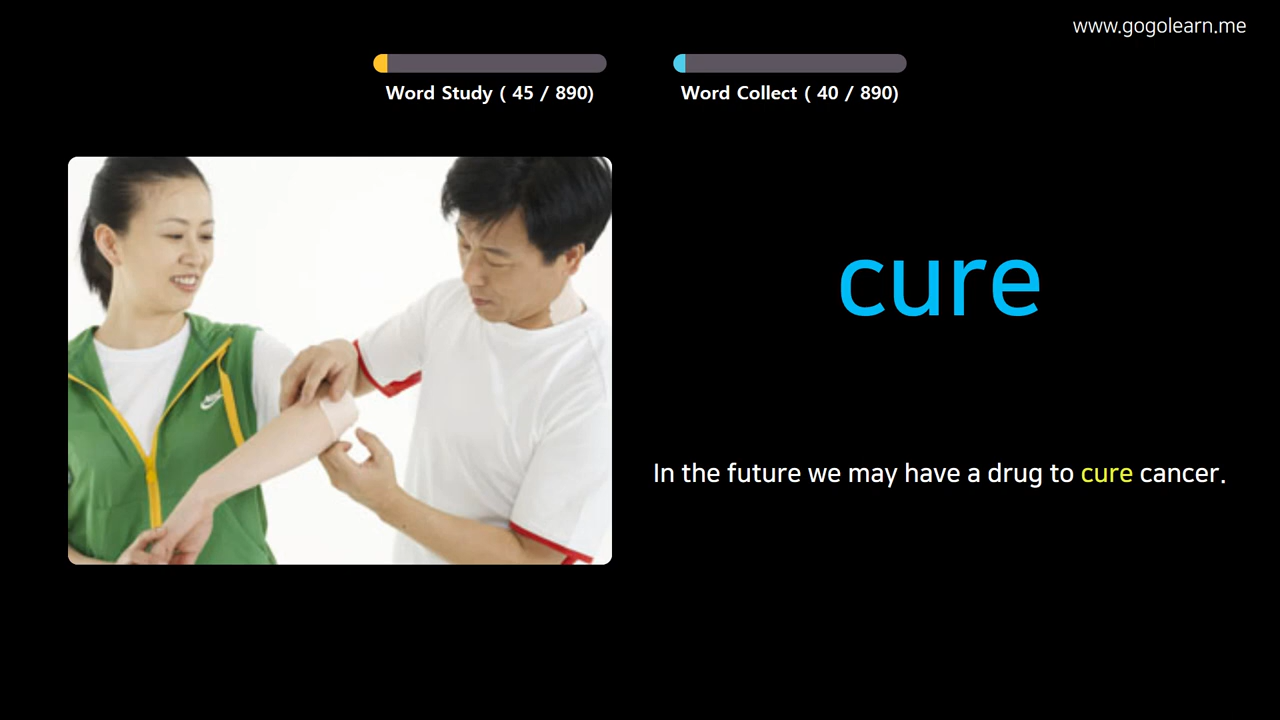 www.gogolearn.me
Word Study ( 45 / 890)
Word Collect ( 40 / 890)
cure
In the future we may have a drug to cure cancer.